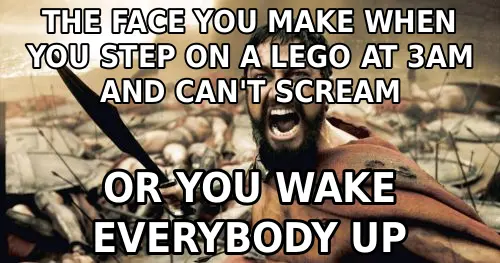 THE FACE YOU MAKE WHEN
YOU STEP ON A LEGO AT 3AM
AND CAN'T SCREAM
OR YOU WAKE
EVERYBODY UP